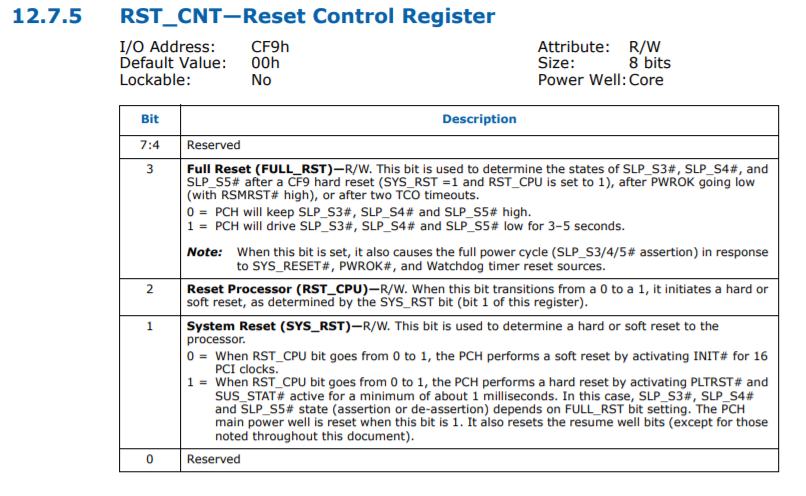 12.7.5 RST_CNT—Reset Control Register
I/O Address: CF9h Attribute: R/W
Default Value: 00h Size: 8 bits
Lockable: No Power Well: Core
Bit Description
7:4 Reserved
3 Full Reset (FULL_RST)—R/W. This bit is used to determine the states of SLP_S3#, SLP_S4#, and
SLP_S5# after a CF9 hard reset (SYS_RST =1 and RST_CPU is set to 1), after PWROK going low
(with RSMRST# high), or after two TCO timeouts.
0 = PCH will keep SLP_S3#, SLP_S4# and SLP_S5# high.
1 = PCH will drive SLP_S3#, SLP_S4# and SLP_S5# low for 3–5 seconds.
Note: When this bit is set, it also causes the full power cycle (SLP_S3/4/5# assertion) in response
to SYS_RESET#, PWROK#, and Watchdog timer reset sources.
2 Reset Processor (RST_CPU)—R/W. When this bit transitions from a 0 to a 1, it initiates a hard or
soft reset, as determined by the SYS_RST bit (bit 1 of this register).
1 System Reset (SYS_RST)—R/W. This bit is used to determine a hard or soft reset to the
processor.
0 = When RST_CPU bit goes from 0 to 1, the PCH performs a soft reset by activating INIT# for 16
PCI clocks.
1 = When RST_CPU bit goes from 0 to 1, the PCH performs a hard reset by activating PLTRST# and
SUS_STAT# active for a minimum of about 1 milliseconds. In this case, SLP_S3#, SLP_S4#
and SLP_S5# state (assertion or de-assertion) depends on FULL_RST bit setting. The PCH
main power well is reset when this bit is 1. It also resets the resume well bits (except for those
noted throughout this document).
0 Reserved